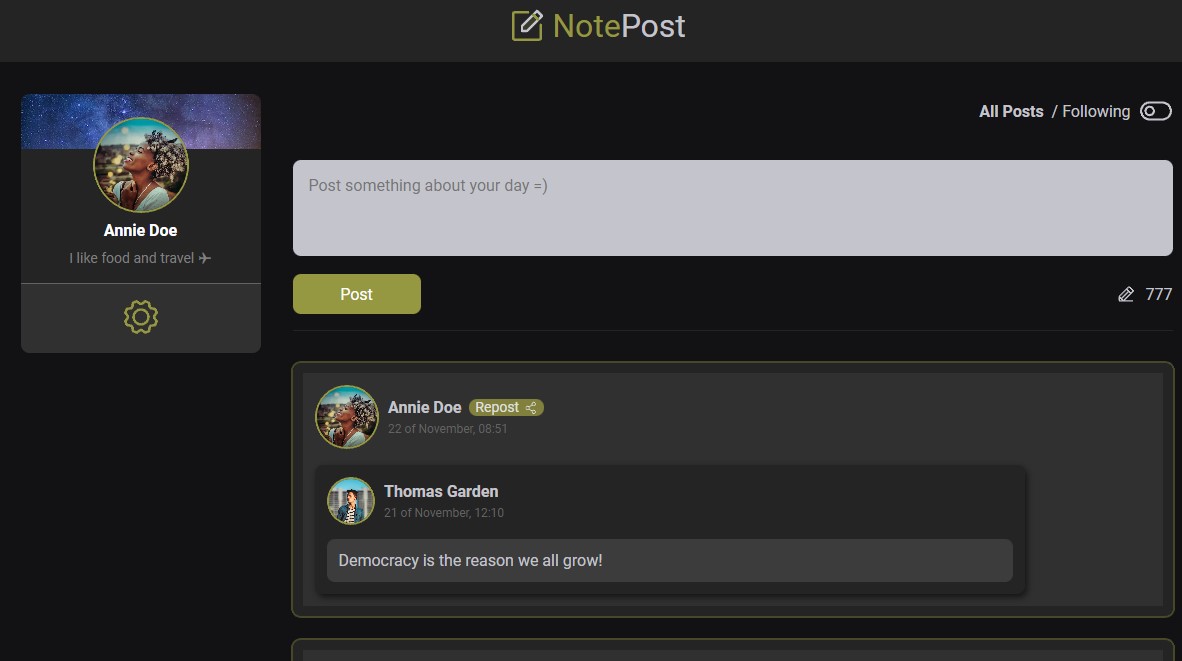 NotePost
All Posts / Following
Annie Doe
I like food and travel ✈
Post something about your day =)
Post
777
Annie Doe Repost
22 of November, 08:51
Thomas Garden
21 of November, 12:10
Democracy is the reason we all grow!